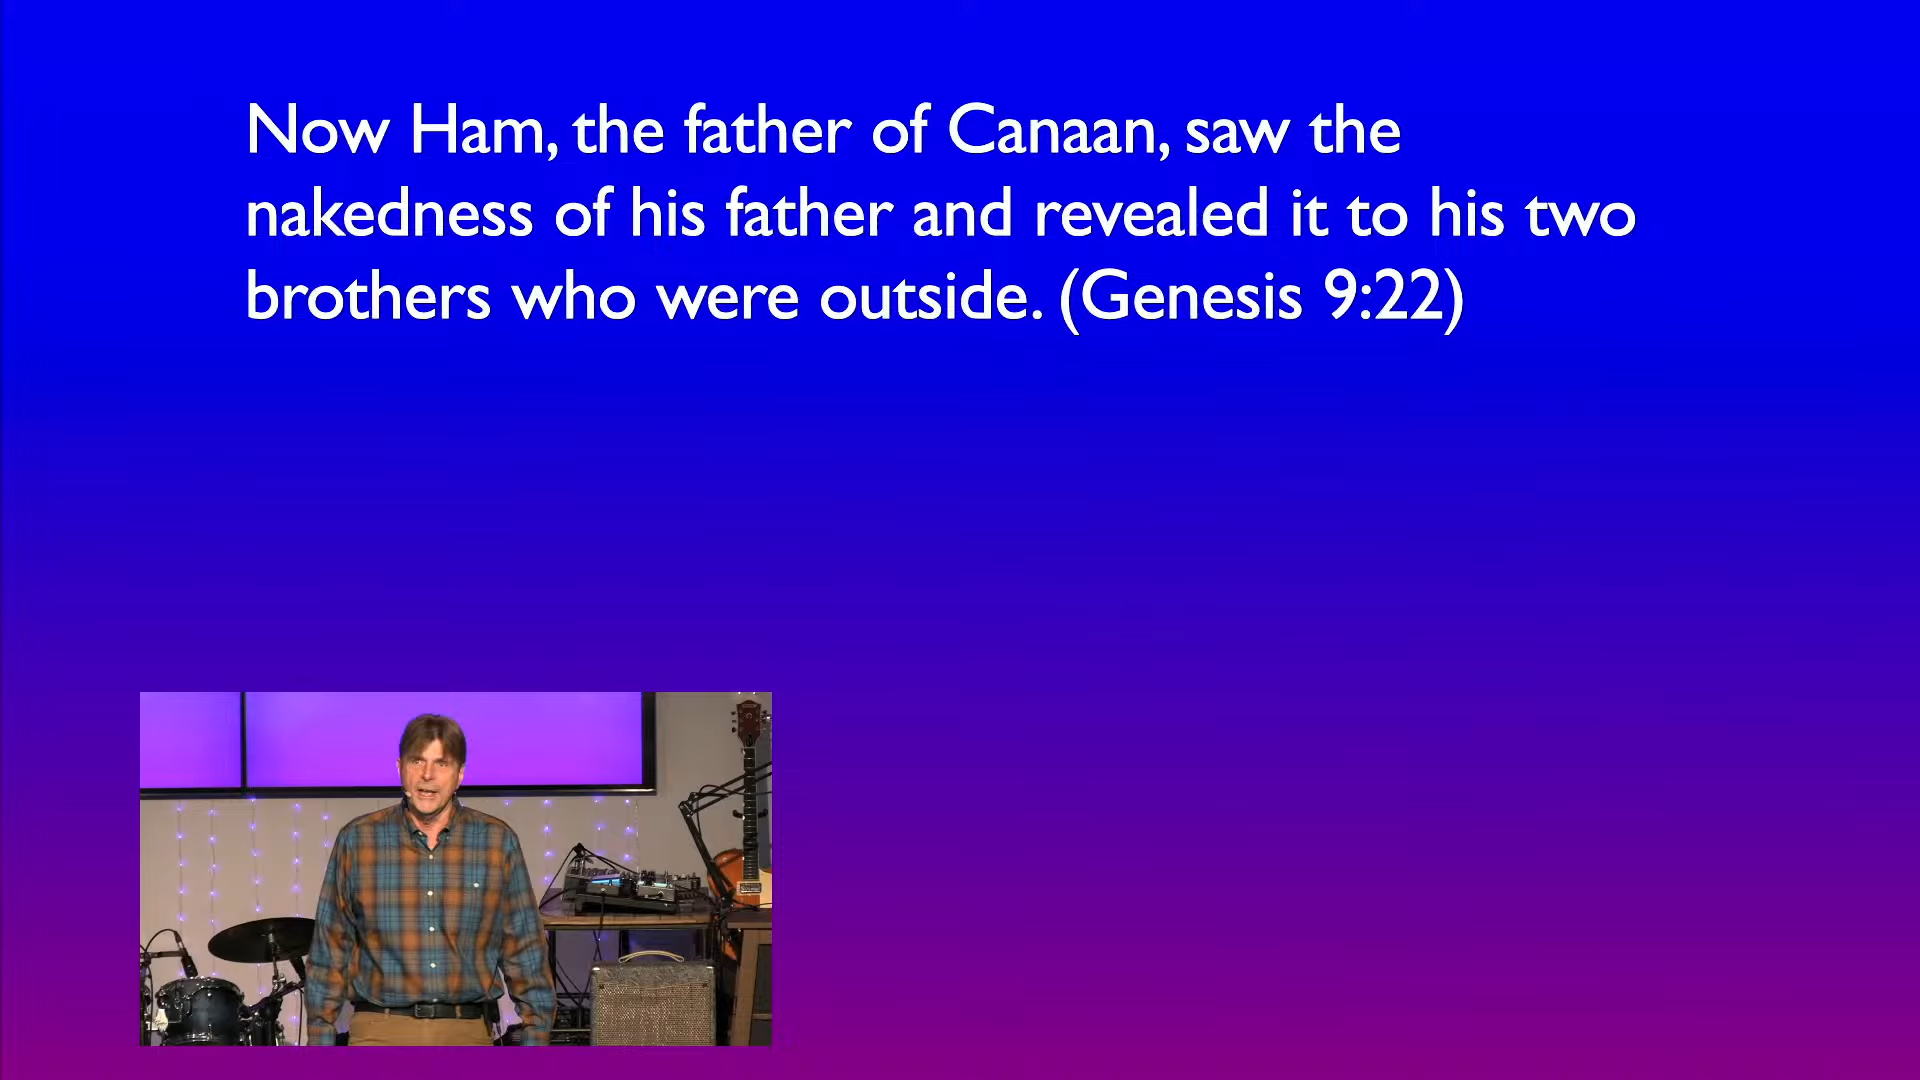 Now Ham, the father of Canaan, saw the
nakedness of his father and revealed it to his two
brothers who were outside. (Genesis 9:22)